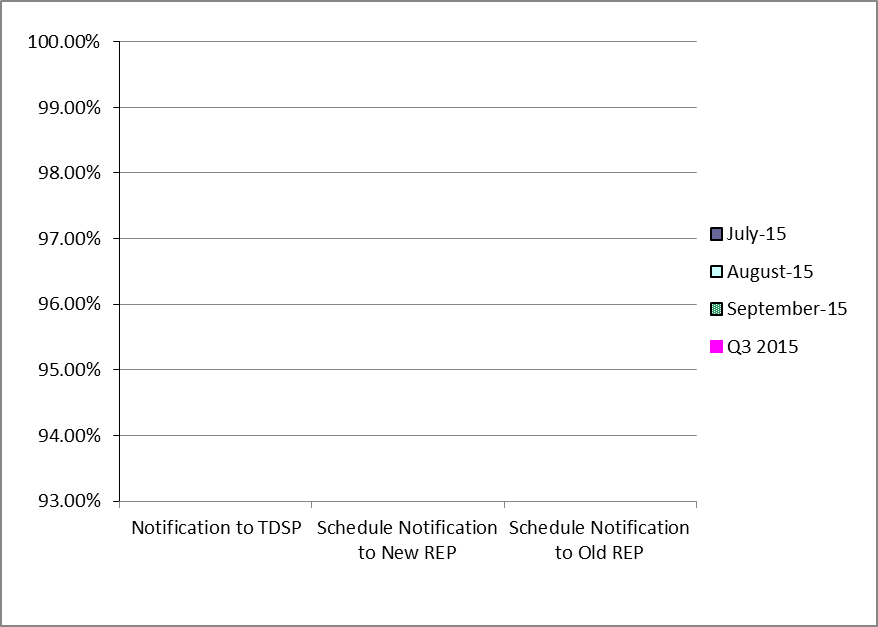 100.00%
99.00%
98.00%
97.00%
96.00%
95.00%
94.00%
93.00%
Notification to TDSP
Schedule Notification
to New REP
Schedule Notification
to Old REP
July-15
August-15
September-15
Q3 2015